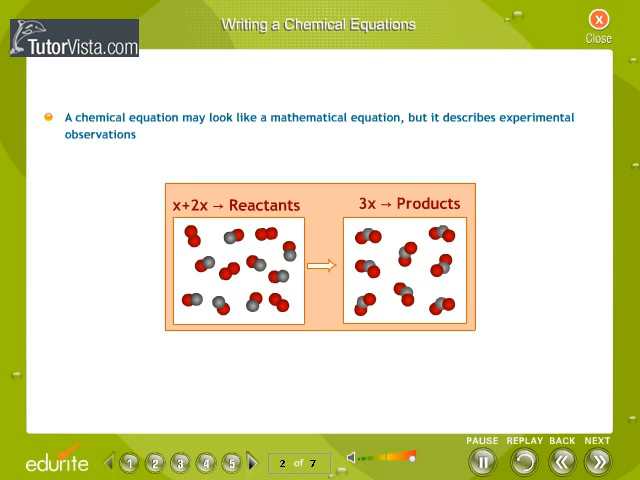 Writing a Chemical Equations
X
Close
TutorVista.com
A chemical equation may look like a mathematical equation, but it describes experimental
observations
x+2x → Reactants
3x → Products
PAUSE REPLAY BACK NEXT
edurite
1 2 3 4 5
2 of 7